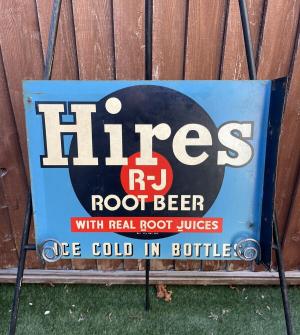 Hires
R-J
ROOT BEER
WITH REAL ROOT JUICES
ICE COLD IN BOTTLES